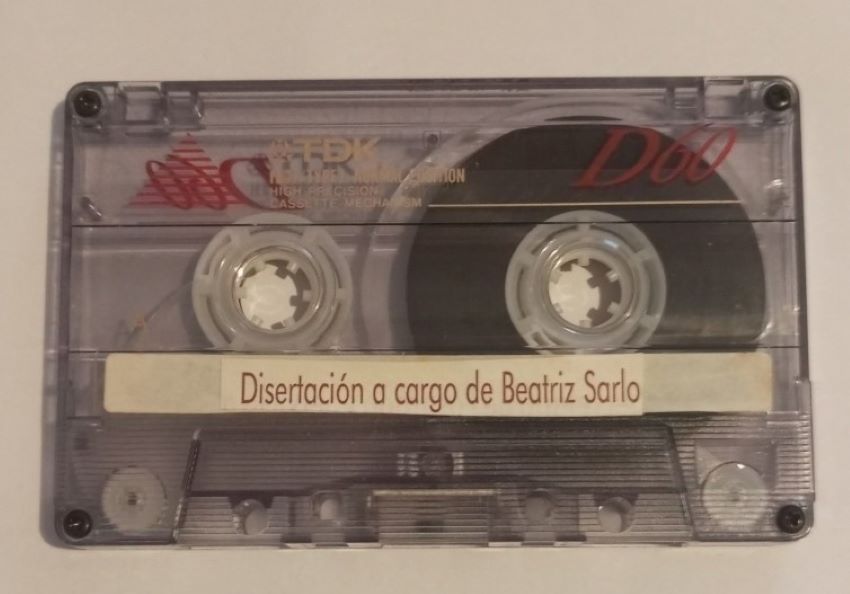 TDK
D60
HIGH PRECISION
CASSETTE MECHANISM
Disertación a cargo de Beatriz Sarlo